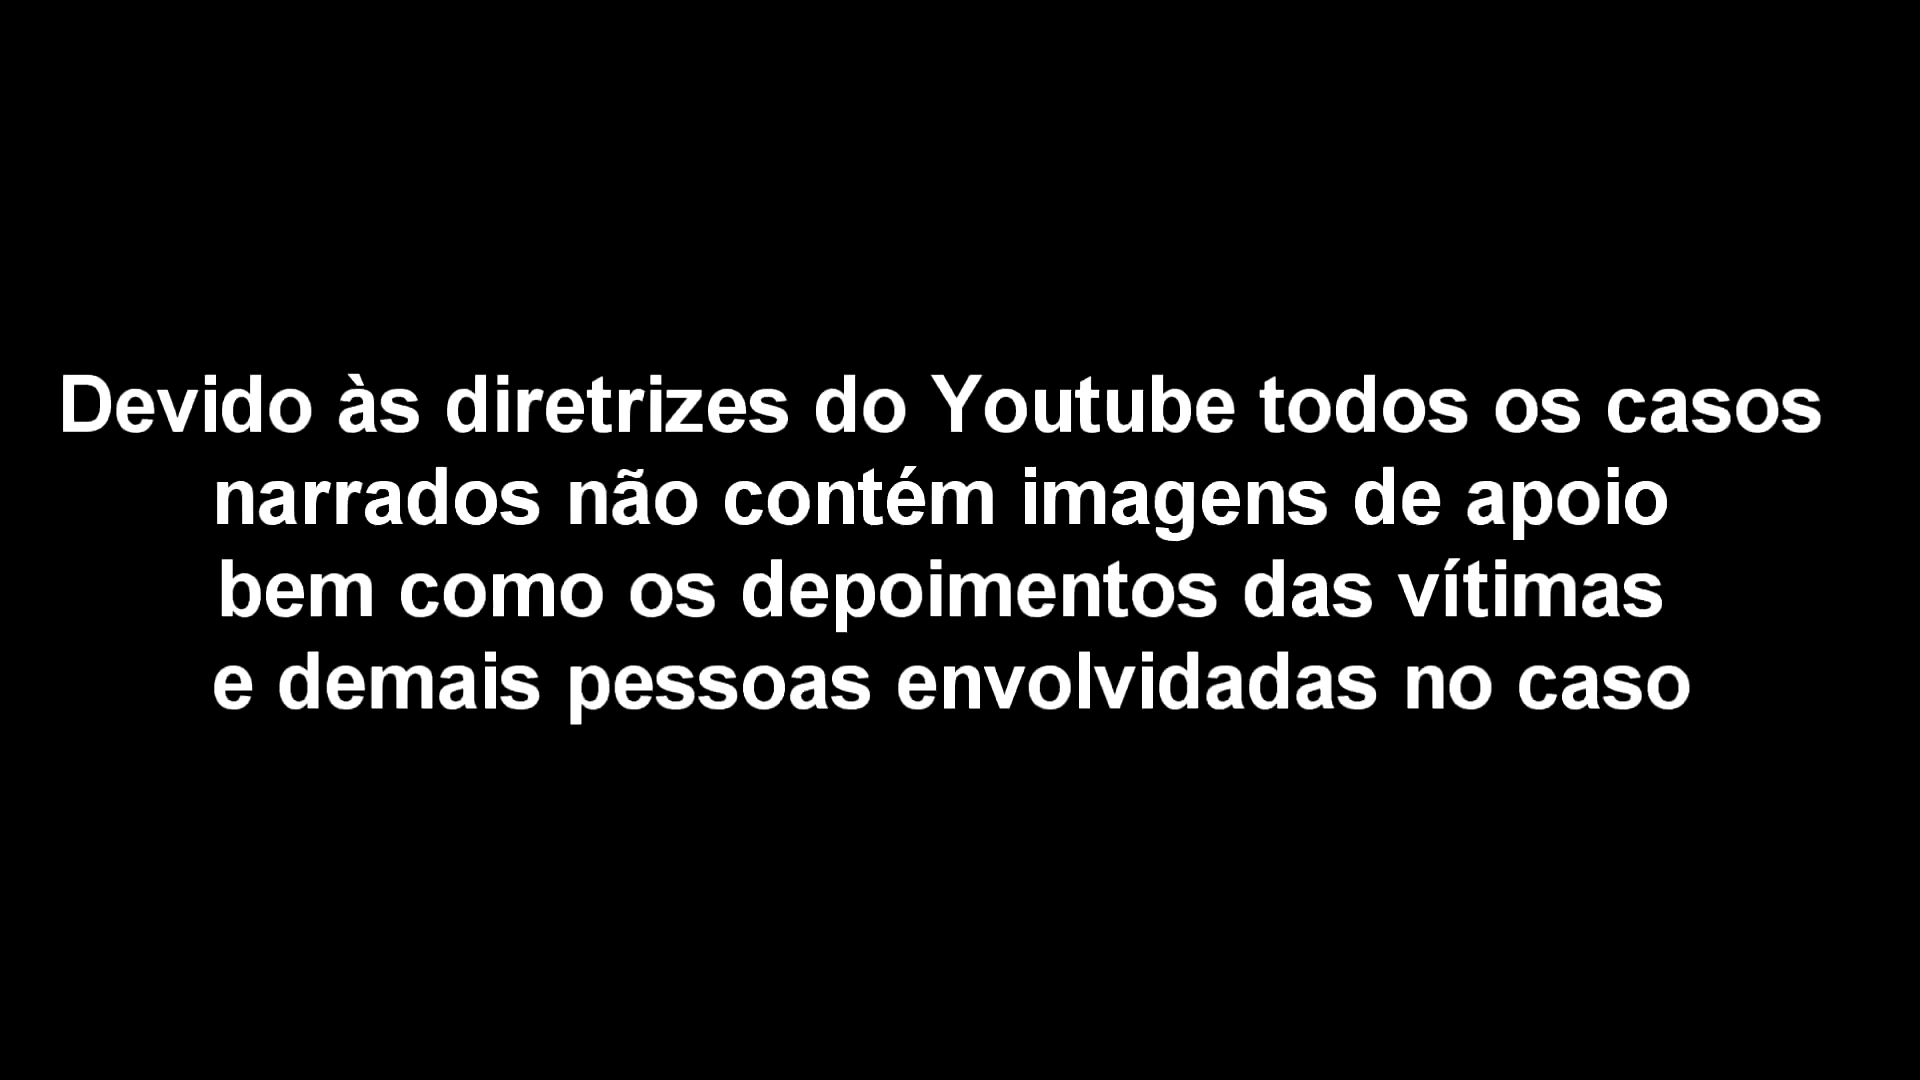 Devido às diretrizes do Youtube todos os casos
narrados não contém imagens de apoio
bem como os depoimentos das vítimas
e demais pessoas envolvidadas no caso